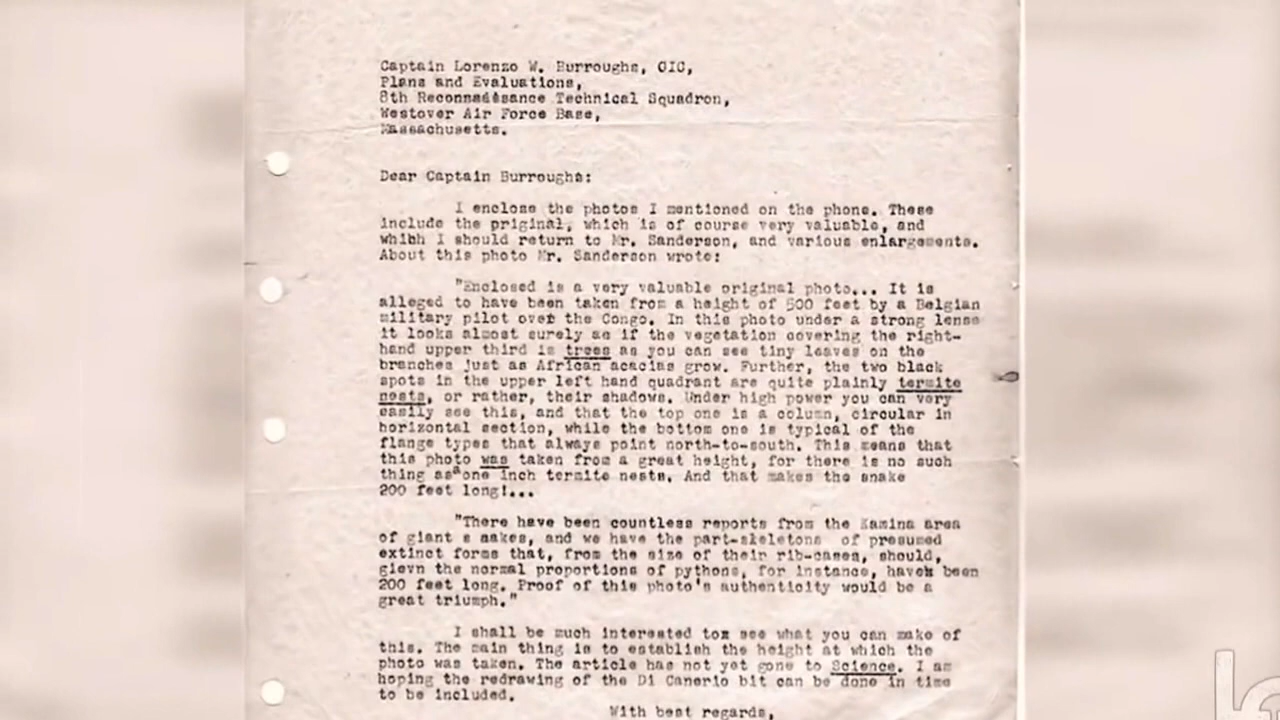 Captain Lorenzo W. Burroughs, CIC,
Plans and Evaluations,
8th Reconnaissance Technical Squadron,
Westover Air Force Base,
Massachusetts.
Dear Captain Burroughs:
I enclose the photos I mentioned on the phone. These
include the priginal, which is of course very valuable, and
whibh I should return to Mr. Sanderson, and various enlargements.
About this photo Mr. Sanderson wrote:
"Enclosed is a very valuable original photo... It is
alleged to have been taken from a height of 500 feet by a Belgian
military pilot over the Congo. In this photo under a strong lense
it looks almost surely as if the vegetation covering the right-
hand upper third is trees as you can see tiny leaves on the
branches just as African acacias grow. Further, the two black
spots in the upper left hand quadrant are quite plainly termite
nests, or rather, their shadows. Under high power you can very
easily see this, and that the top one is a column, circular in
horizontal section, while the bottom one is typical of the
flange types that always point north-to-south. This means that
this photo was taken from a great height, for there is no such
thing as a one inch termite nests. And that makes the snake
200 feet long!...
"There have been countless reports from the Kamina area
of giant s nakes, and we have the part-skeletons of presumed
extinct forms that, from the size of their rib-cases, should,
gievn the normal proportions of pythons, for instance, have been
200 feet long. Proof of this photo's authenticity would be a
great triumph."
I shall be much interested tox see what you can make of
this. The main thing is to establish the height at which the
photo was taken. The article has not yet gone to Science. I am
hoping the redrawing of the Di Canerio bit can be done in time
to be included.
With best regards,